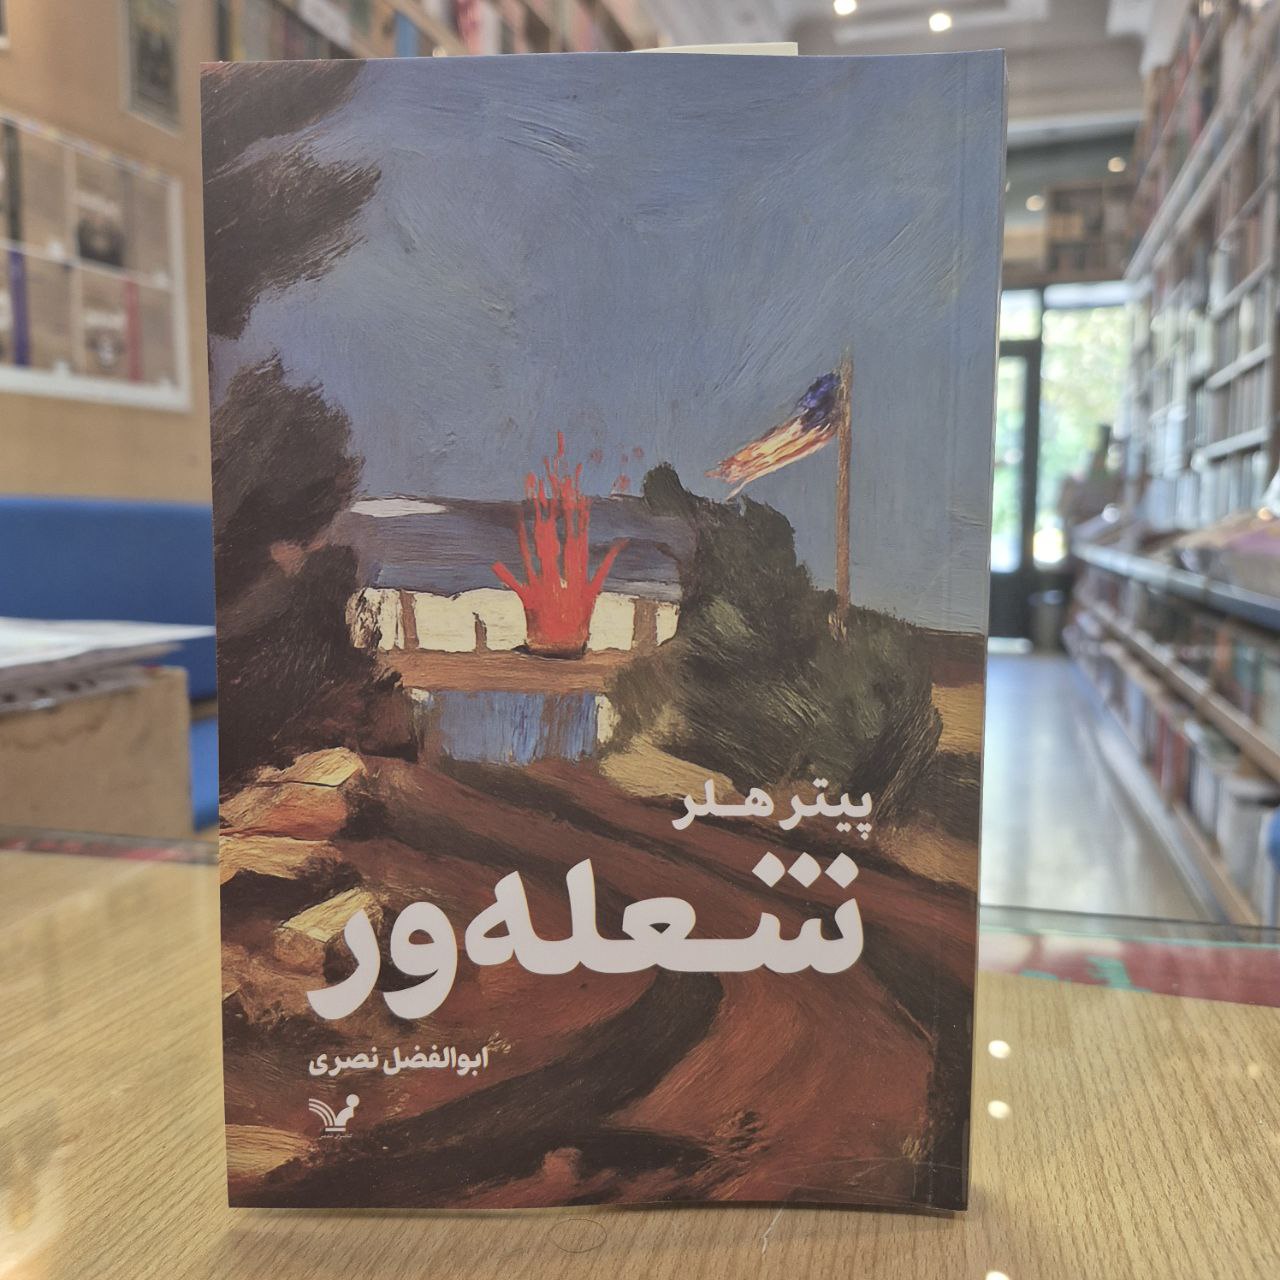 پیتر هلر
شعله‌ور
ابوالفضل نصری